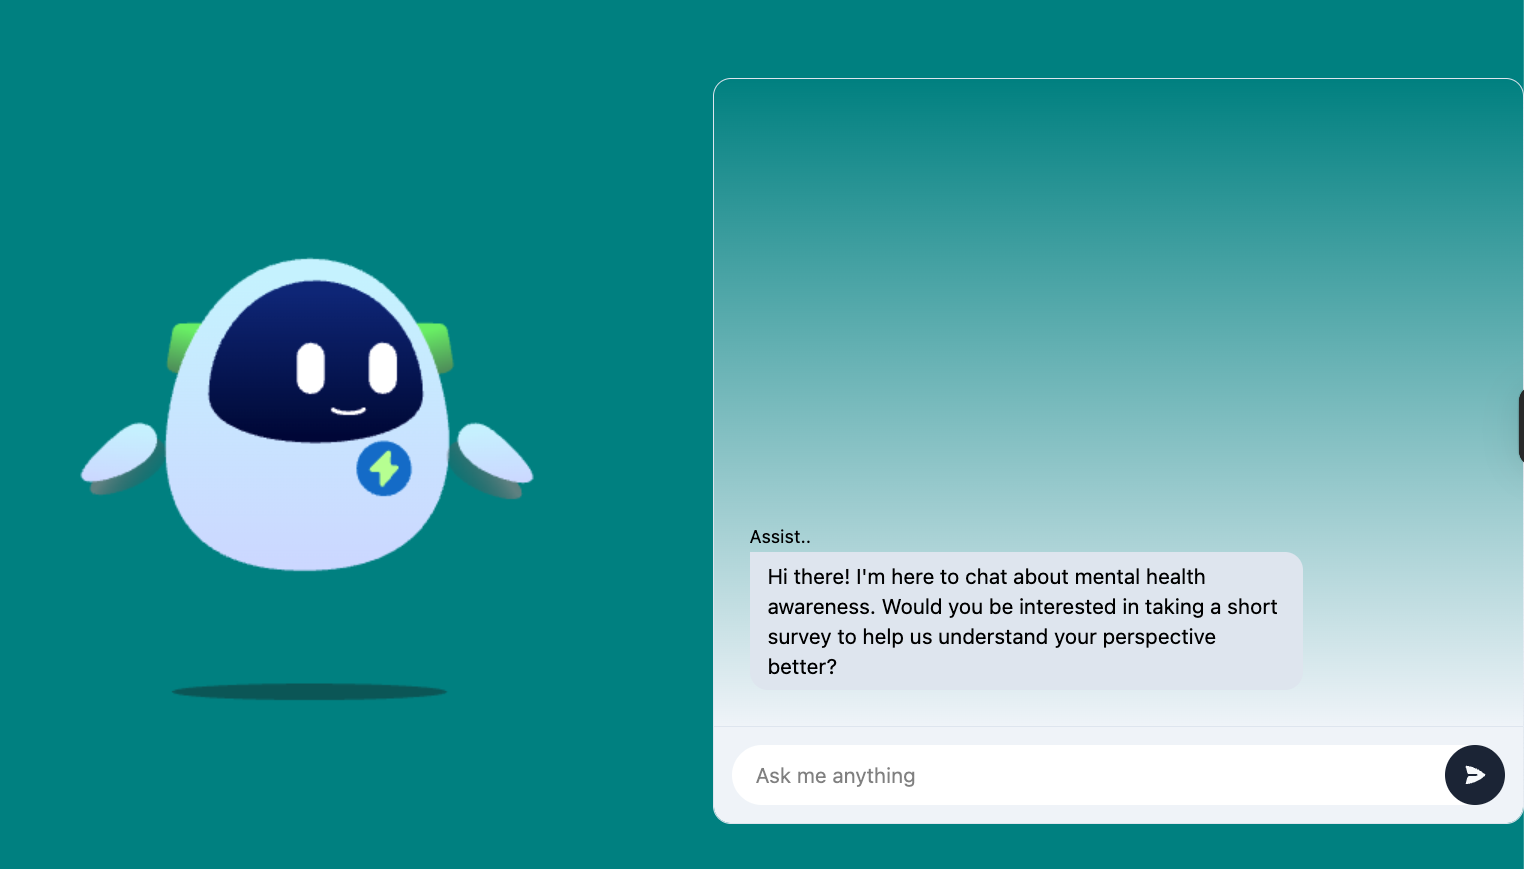 Assist..
Hi there! I'm here to chat about mental health
awareness. Would you be interested in taking a short
survey to help us understand your perspective
better?
Ask me anything